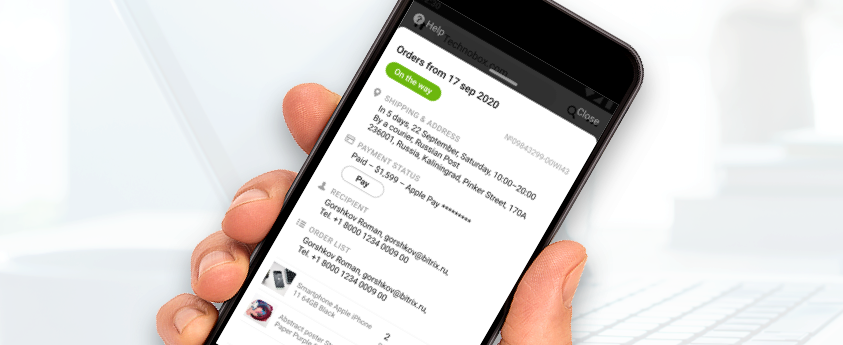 Help
Technobox.com
Close
Orders from 17 sep 2020
On the way
№09843299-00W43
SHIPPING & ADDRESS
In 5 days, 22 September, Saturday, 10:00–20:00
By a courier, Russian Post
236001, Russia, Kaliningrad, Pinker Street, 170A
PAYMENT STATUS
Paid – $1,599 – Apple Pay *********
Pay
RECIPIENT
Gorshkov Roman, gorshkov@bitrix.ru,
Tel. +1 8000 1234 0009 00
ORDER LIST
Gorshkov Roman, gorshkov@bitrix.ru,
Tel. +1 8000 1234 0009 00
Smartphone Apple iPhone
11 64GB Black
2
Abstract poster
Paper Purple